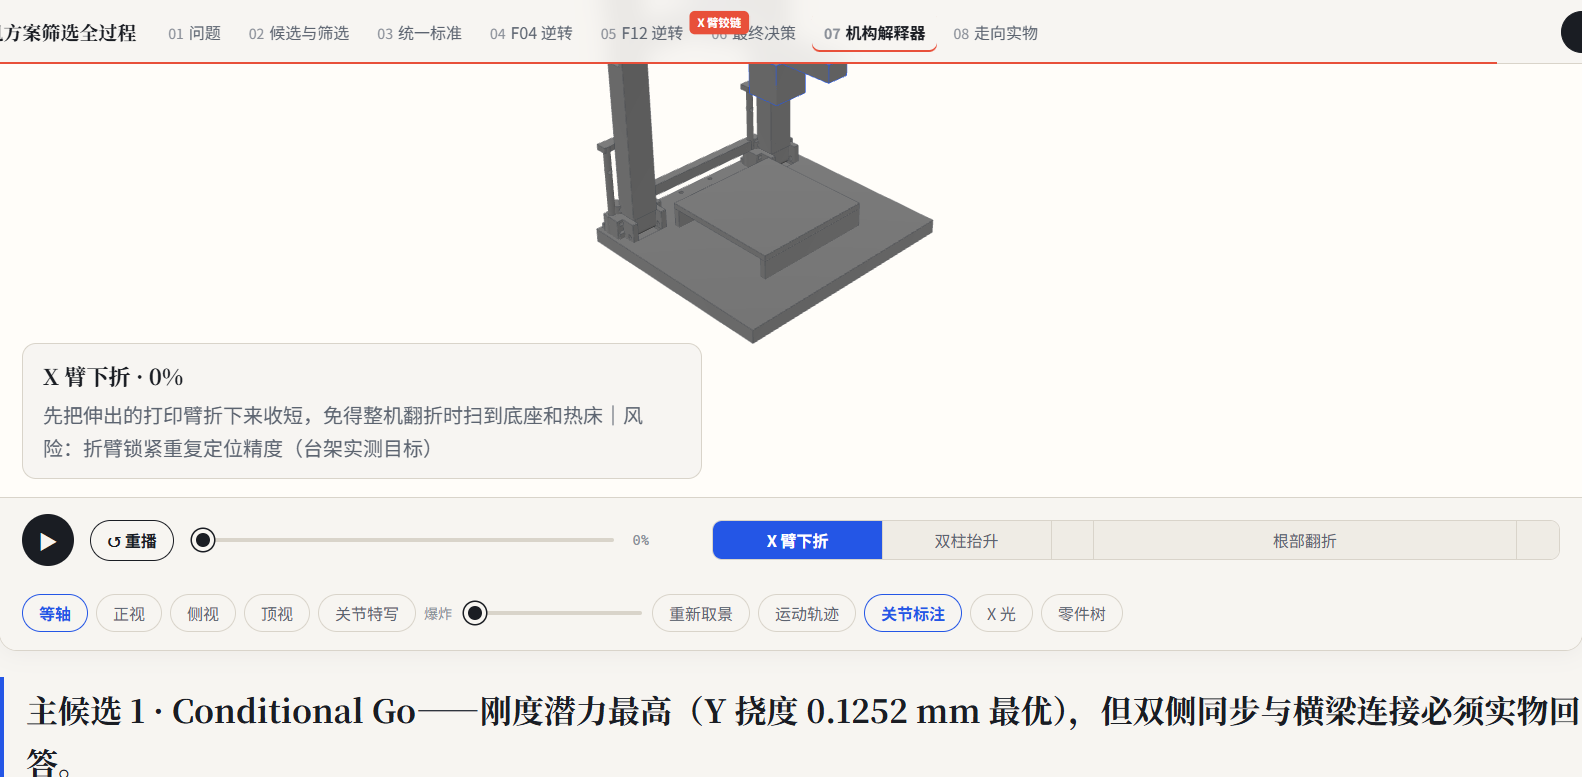 方案筛选全过程
01 问题
02 候选与筛选
03 统一标准
04 F04 逆转
05 F12 逆转
X 臂铰链
06 最终决策
07 机构解释器
08 走向实物
X 臂下折 · 0%
先把伸出的打印臂折下来收短，免得整机翻折时扫到底座和热床｜风
险：折臂锁紧重复定位精度（台架实测目标）
↺ 重播
0%
X 臂下折
双柱抬升
根部翻折
等轴
正视
侧视
顶视
关节特写
爆炸
重新取景
运动轨迹
关节标注
X 光
零件树
主候选 1 · Conditional Go——刚度潜力最高（Y 挠度 0.1252 mm 最优），但双侧同步与横梁连接必须实物回
答。